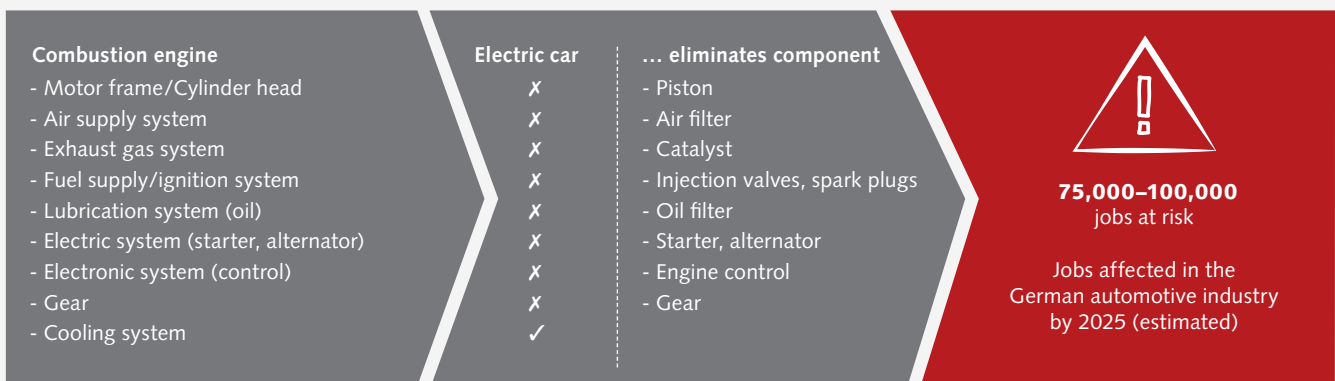 Combustion engine
- Motor frame/Cylinder head
- Air supply system
- Exhaust gas system
- Fuel supply/ignition system
- Lubrication system (oil)
- Electric system (starter, alternator)
- Electronic system (control)
- Gear
- Cooling system
Electric car
✗
✗
✗
✗
✗
✗
✗
✗
✓
... eliminates component
- Piston
- Air filter
- Catalyst
- Injection valves, spark plugs
- Oil filter
- Starter, alternator
- Engine control
- Gear
!
75,000–100,000
jobs at risk
Jobs affected in the
German automotive industry
by 2025 (estimated)